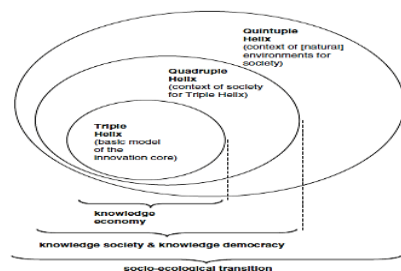 Quintuple
Helix
(context of [natural]
environments for
society)
Quadruple
Helix
(context of society
for Triple Helix)
Triple
Helix
(basic model
of the
innovation core)
knowledge
economy
knowledge society & knowledge democracy
socio-ecological transition